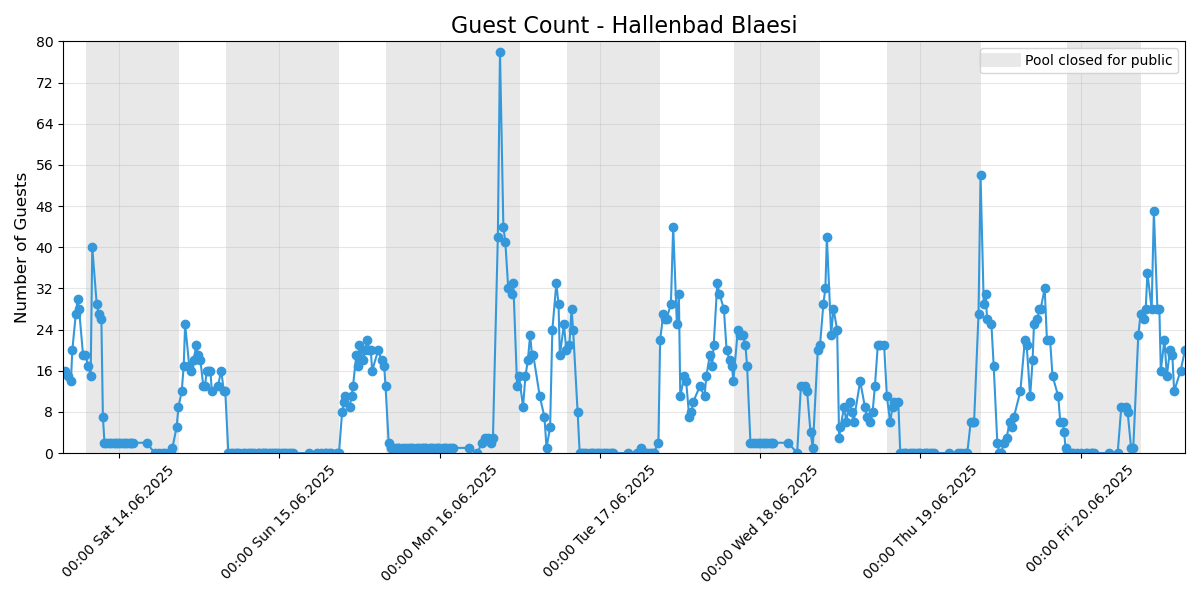 Guest Count - Hallenbad Blaesi
Pool closed for public
Number of Guests
80
72
64
56
48
40
32
24
16
8
0
00:00 Sat 14.06.2025
00:00 Sun 15.06.2025
00:00 Mon 16.06.2025
00:00 Tue 17.06.2025
00:00 Wed 18.06.2025
00:00 Thu 19.06.2025
00:00 Fri 20.06.2025